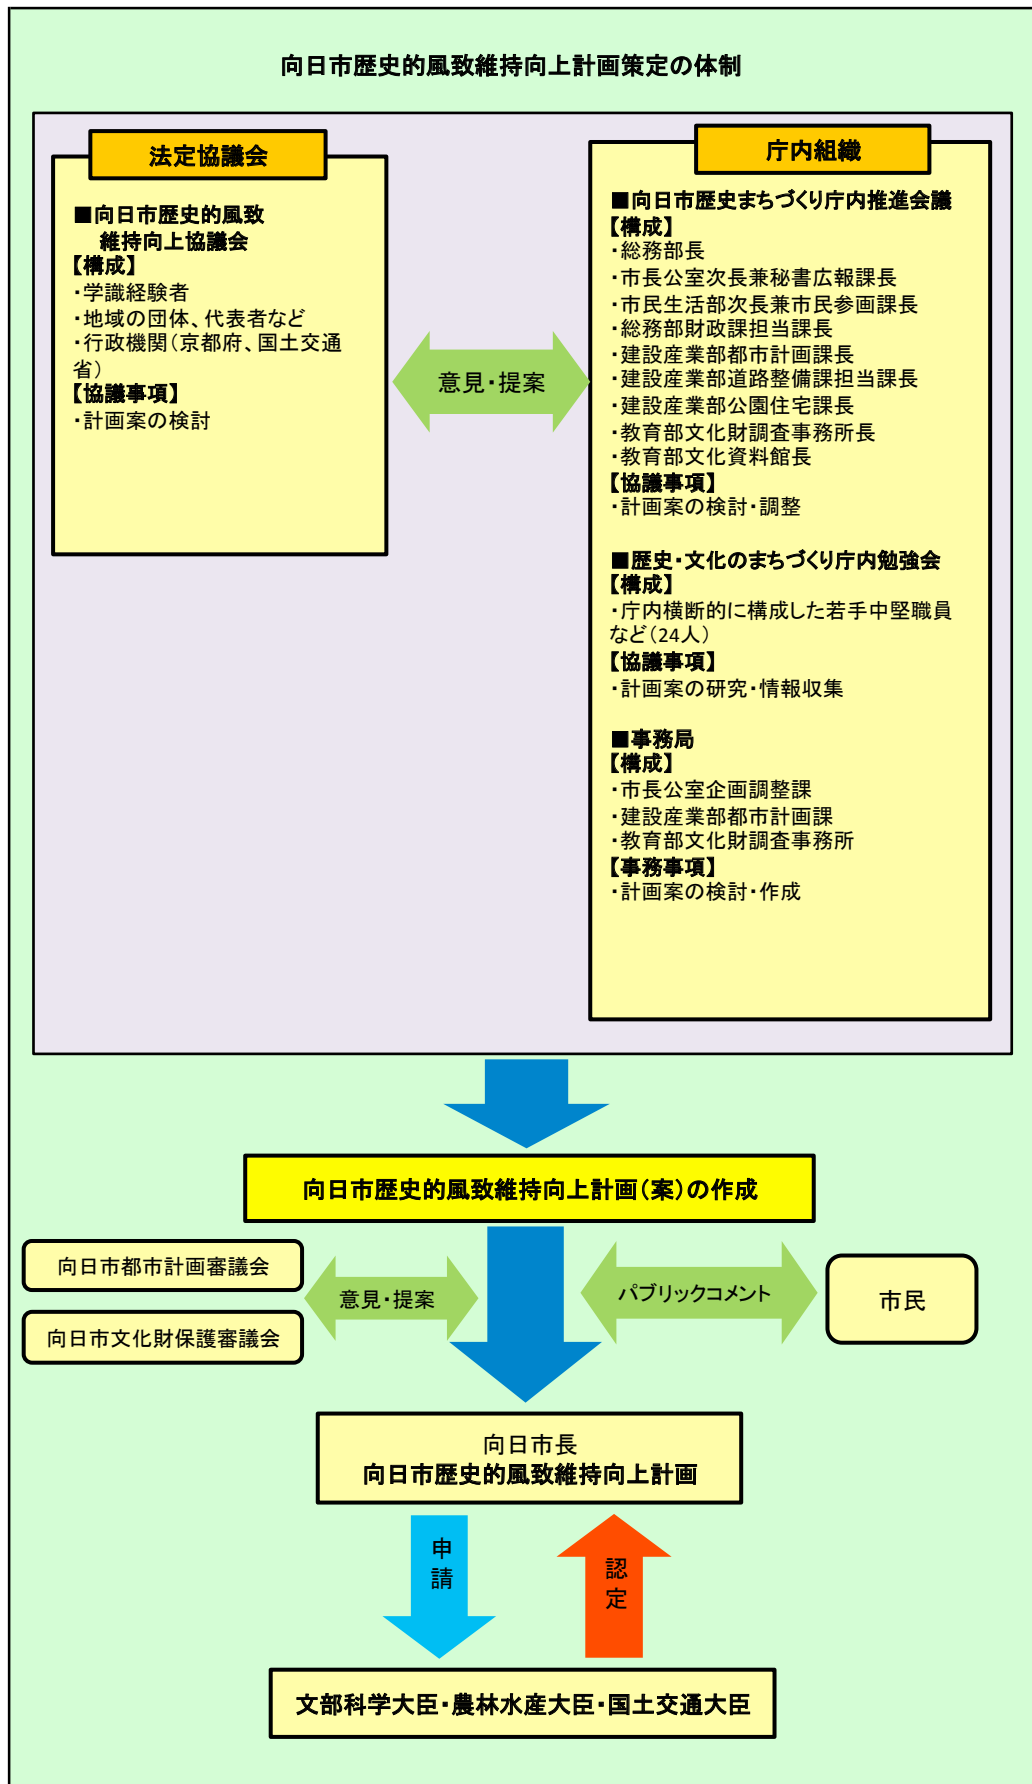 向日市歴史的風致維持向上計画策定の体制
法定協議会
■向日市歴史的風致
維持向上協議会
【構成】
・学識経験者
・地域の団体、代表者など
・行政機関（京都府、国土交通
省）
【協議事項】
・計画案の検討
意見・提案
庁内組織
■向日市歴史まちづくり庁内推進会議
【構成】
・総務部長
・市長公室次長兼秘書広報課長
・市民生活部次長兼市民参画課長
・総務部財政課担当課長
・建設産業部都市計画課長
・建設産業部道路整備課担当課長
・建設産業部公園住宅課長
・教育部文化財調査事務所長
・教育部文化資料館長
【協議事項】
・計画案の検討・調整
■歴史・文化のまちづくり庁内勉強会
【構成】
・庁内横断的に構成した若手中堅職員
など（24人）
【協議事項】
・計画案の研究・情報収集
■事務局
【構成】
・市長公室企画調整課
・建設産業部都市計画課
・教育部文化財調査事務所
【事務事項】
・計画案の検討・作成
向日市歴史的風致維持向上計画（案）の作成
向日市都市計画審議会
向日市文化財保護審議会
意見・提案
パブリックコメント
市民
向日市長
向日市歴史的風致維持向上計画
申請
認定
文部科学大臣・農林水産大臣・国土交通大臣